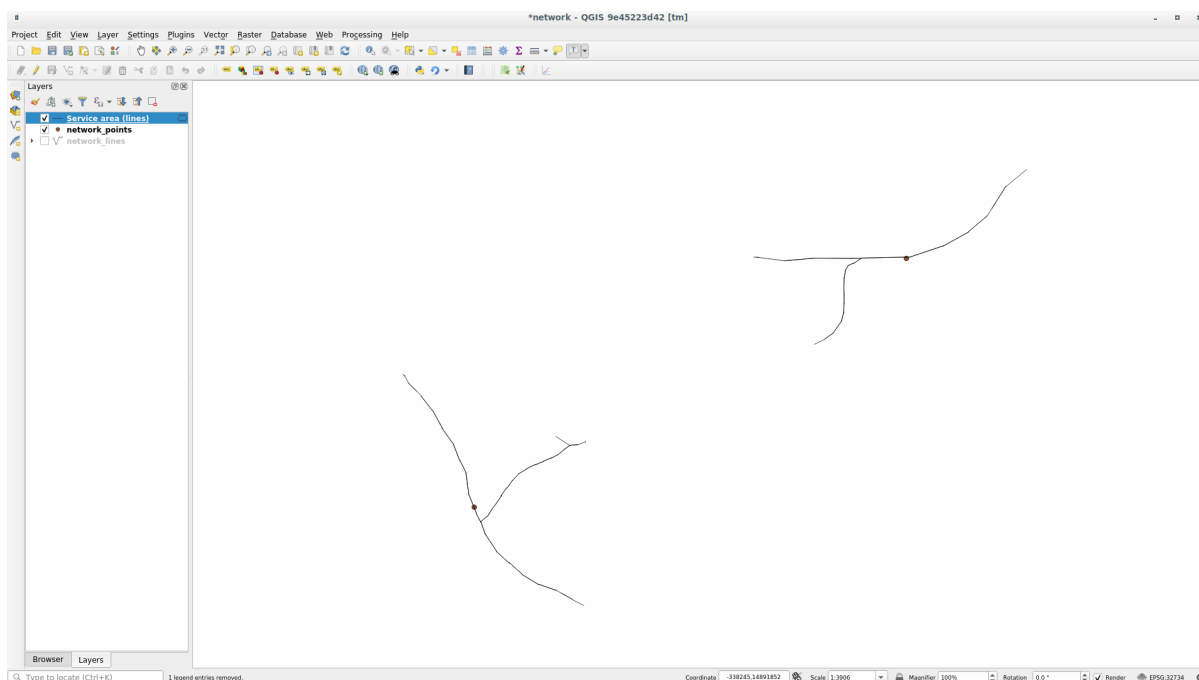 *network - QGIS 9e45223d42 [tm]
Project Edit View Layer Settings Plugins Vector Raster Database Web Processing Help
Layers
Service area (lines)
network_points
network_lines
Browser Layers
Type to locate (Ctrl+K) 1 legend entries removed. Coordinate -338245,14891852 Scale 1:3906 Magnifier 100% Rotation 0.0 ° Render EPSG:32734